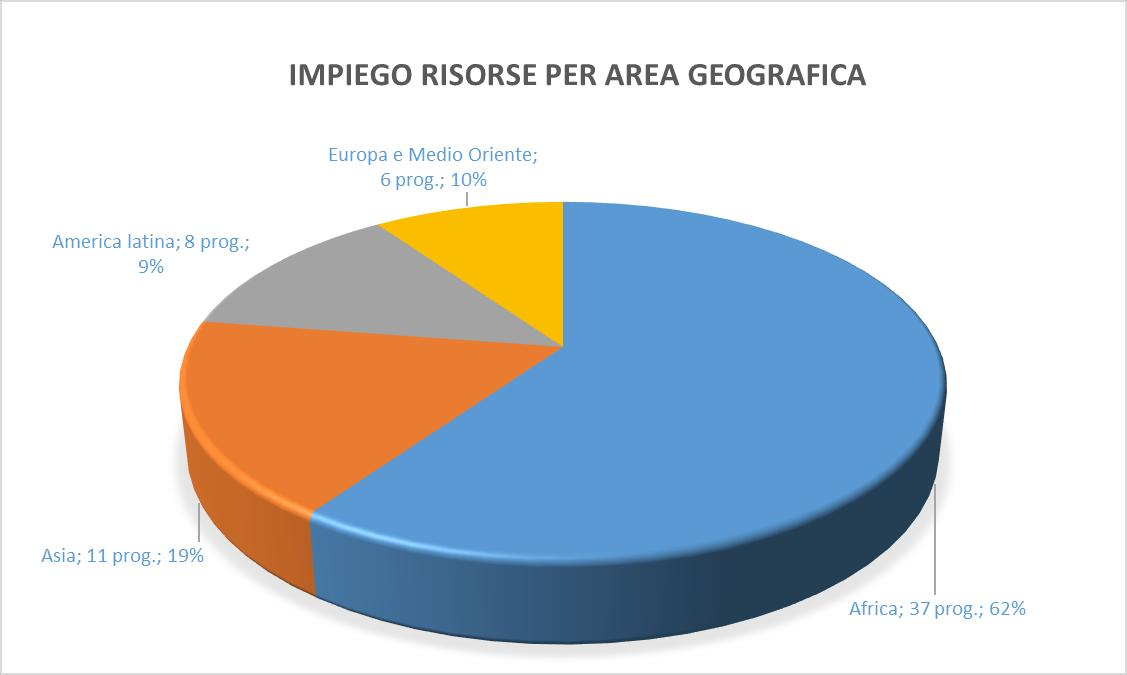 IMPIEGO RISORSE PER AREA GEOGRAFICA
Europa e Medio Oriente;
6 prog.; 10%
America latina; 8 prog.;
9%
Asia; 11 prog.; 19%
Africa; 37 prog.; 62%